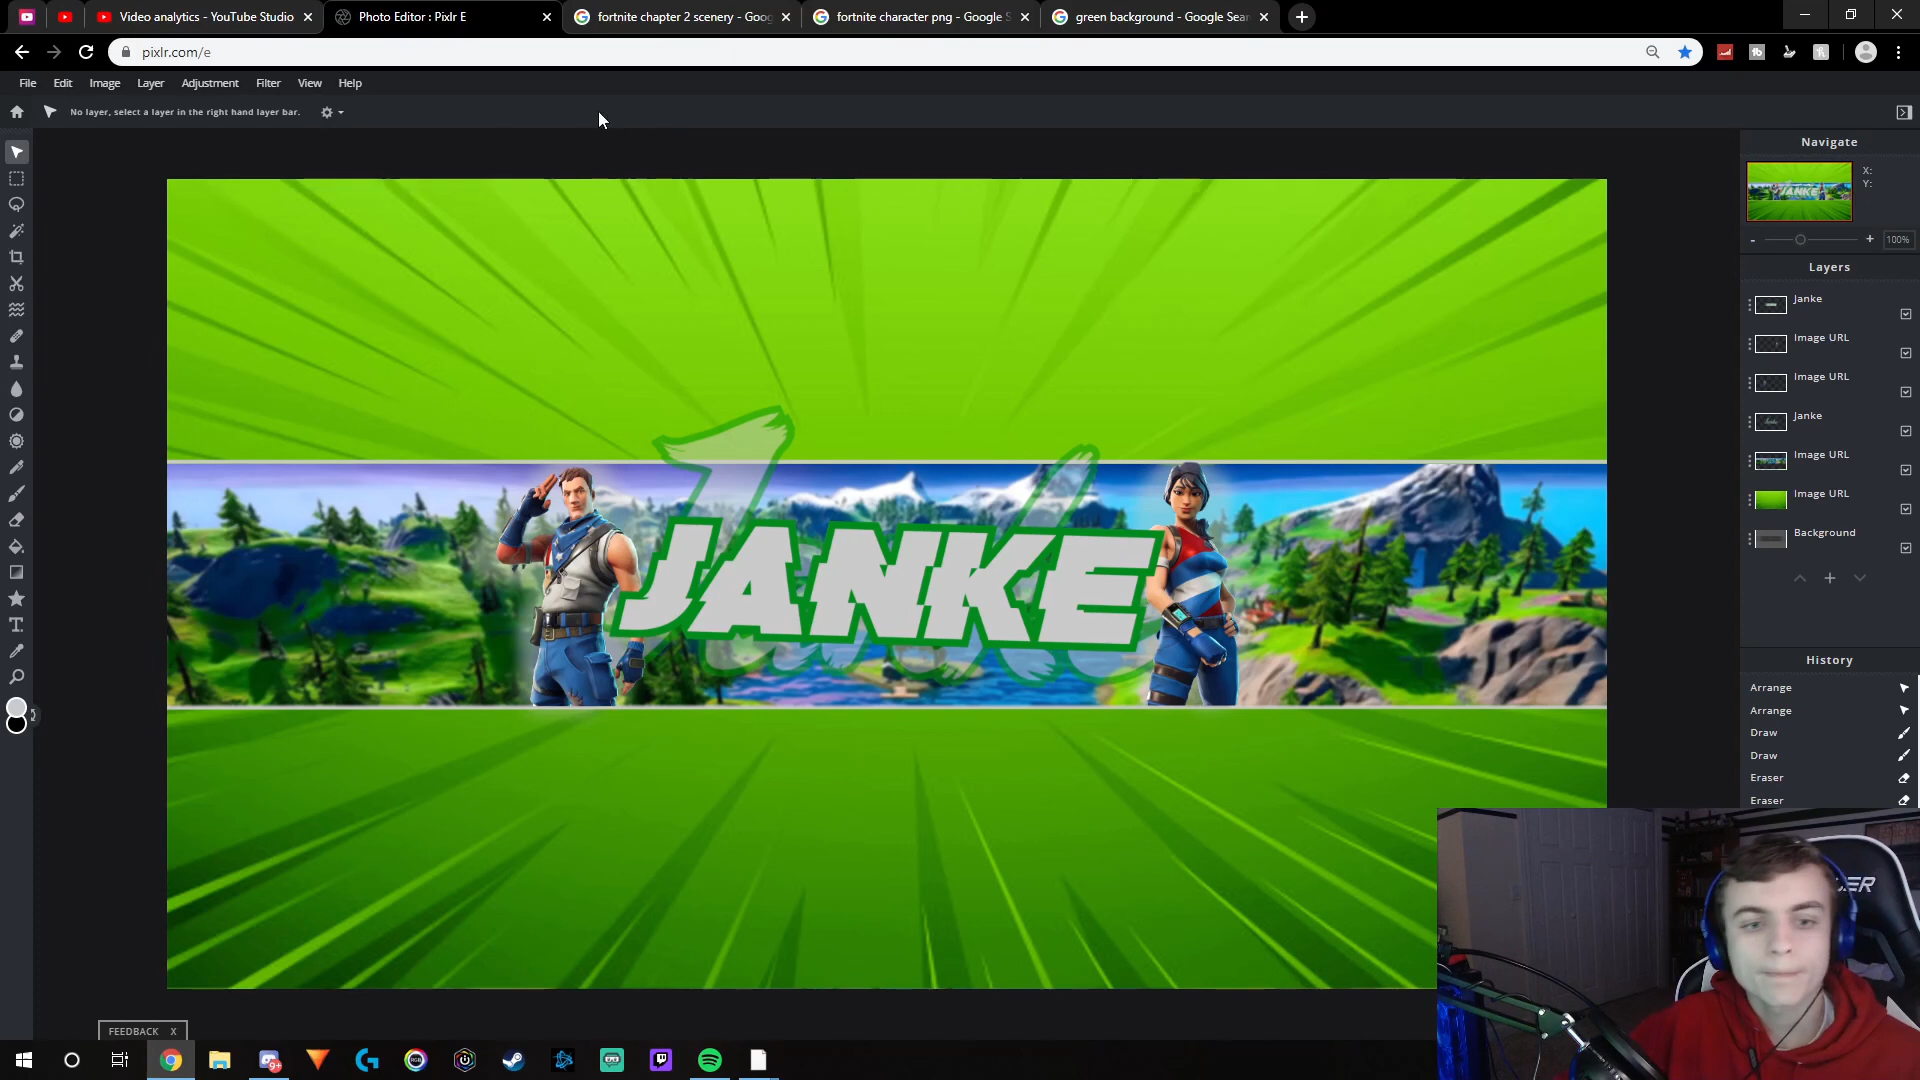 Video analytics - YouTube Studio
Photo Editor : Pixlr E
fortnite chapter 2 scenery - Goog
fortnite character png - Google S
green background - Google Sear
pixlr.com/e
File Edit Image Layer Adjustment Filter View Help
No layer, select a layer in the right hand layer bar.
Navigate
X:
Y:
- + 100%
Layers
Janke
Image URL
Image URL
Janke
Image URL
Image URL
Background
Janke
JANKE
History
Arrange
Arrange
Draw
Draw
Eraser
Eraser
FEEDBACK X
9+